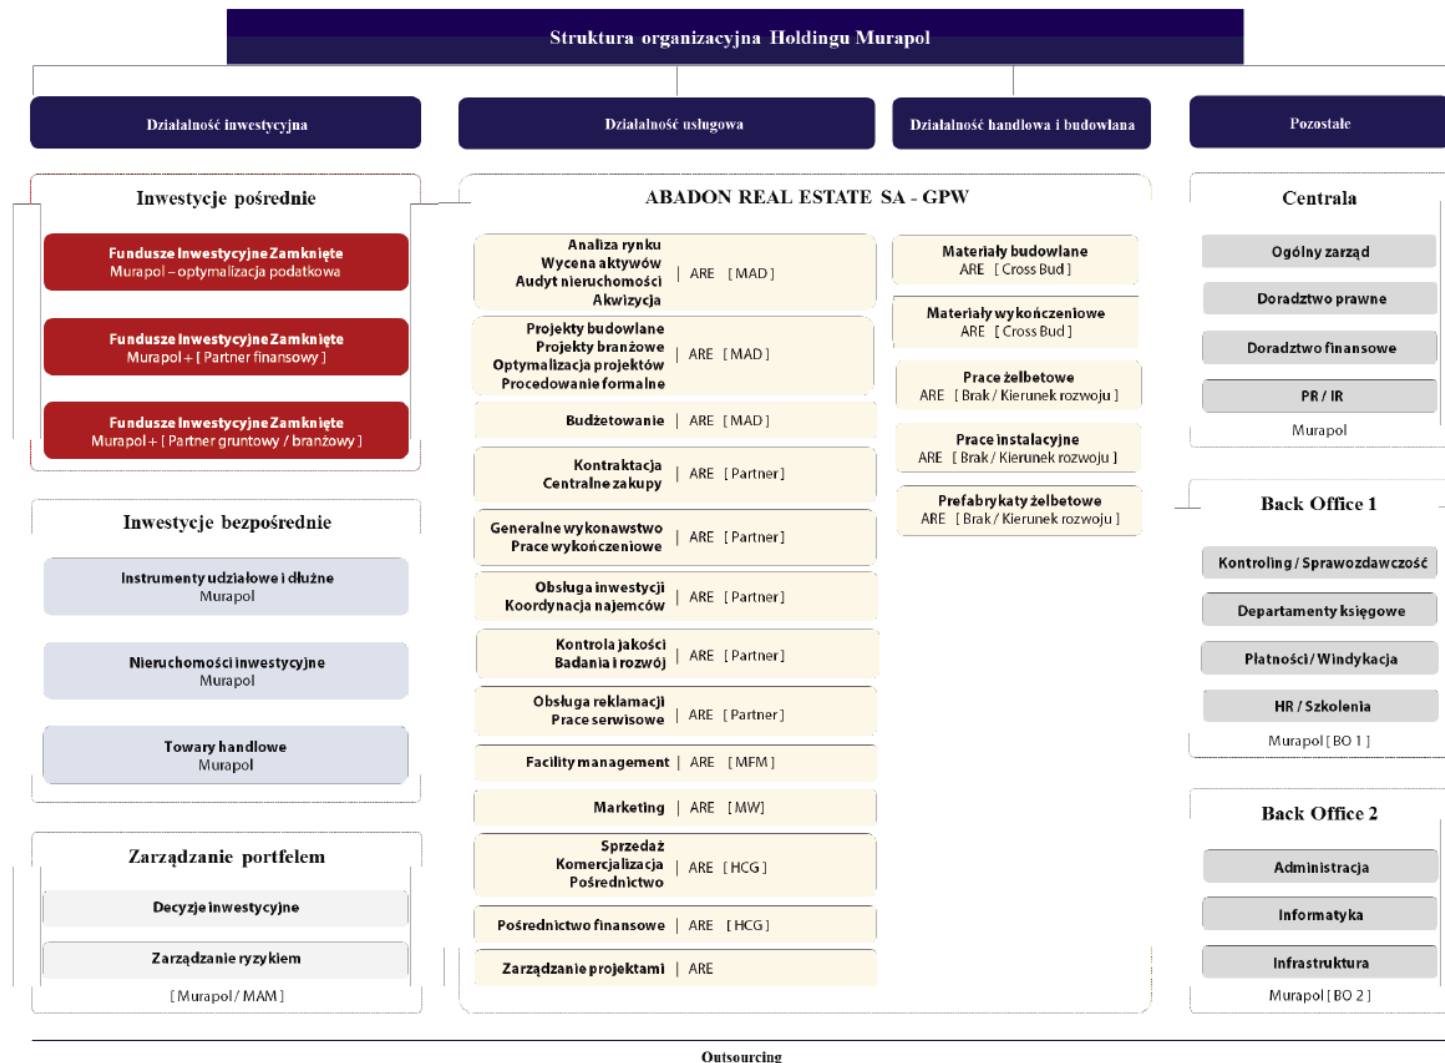 Struktura organizacyjna Holdingu Murapol
Działalność inwestycyjna
Działalność usługowa
Działalność handlowa i budowlana
Pozostałe
Inwestycje pośrednie
Fundusze Inwestycyjne Zamknięte
Murapol – optymalizacja podatkowa
Fundusze Inwestycyjne Zamknięte
Murapol + [ Partner finansowy ]
Fundusze Inwestycyjne Zamknięte
Murapol + [ Partner gruntowy / branżowy ]
Inwestycje bezpośrednie
Instrumenty udziałowe i dłużne
Murapol
Nieruchomości inwestycyjne
Murapol
Towary handlowe
Murapol
Zarządzanie portfelem
Decyzje inwestycyjne
Zarządzanie ryzykiem
[ Murapol / MAM ]
ABADON REAL ESTATE SA - GPW
Analiza rynku
Wycena aktywów
Audyt nieruchomości
Akwizycja
| ARE [ MAD ]
Projekty budowlane
Projekty branżowe
Optymalizacja projektów
Procedowanie formalne
| ARE [ MAD ]
Budżetowanie | ARE [ MAD ]
Kontraktacja
Centralne zakupy
| ARE [ Partner ]
Generalne wykonawstwo
Prace wykończeniowe
| ARE [ Partner ]
Obsługa inwestycji
Koordynacja najemców
| ARE [ Partner ]
Kontrola jakości
Badania i rozwój
| ARE [ Partner ]
Obsługa reklamacji
Prace serwisowe
| ARE [ Partner ]
Facility management | ARE [ MFM ]
Marketing | ARE [ MW]
Sprzedaż
Komercjalizacja
Pośrednictwo
| ARE [ HCG ]
Pośrednictwo finansowe | ARE [ HCG ]
Zarządzanie projektami | ARE
Materiały budowlane
ARE [ Cross Bud ]
Materiały wykończeniowe
ARE [ Cross Bud ]
Prace żelbetowe
ARE [ Brak / Kierunek rozwoju ]
Prace instalacyjne
ARE [ Brak / Kierunek rozwoju ]
Prefabrykaty żelbetowe
ARE [ Brak / Kierunek rozwoju ]
Centrala
Ogólny zarząd
Doradztwo prawne
Doradztwo finansowe
PR / IR
Murapol
Back Office 1
Kontroling / Sprawozdawczość
Departamenty księgowe
Płatności / Windykacja
HR / Szkolenia
Murapol [ BO 1 ]
Back Office 2
Administracja
Informatyka
Infrastruktura
Murapol [ BO 2 ]
Outsourcing